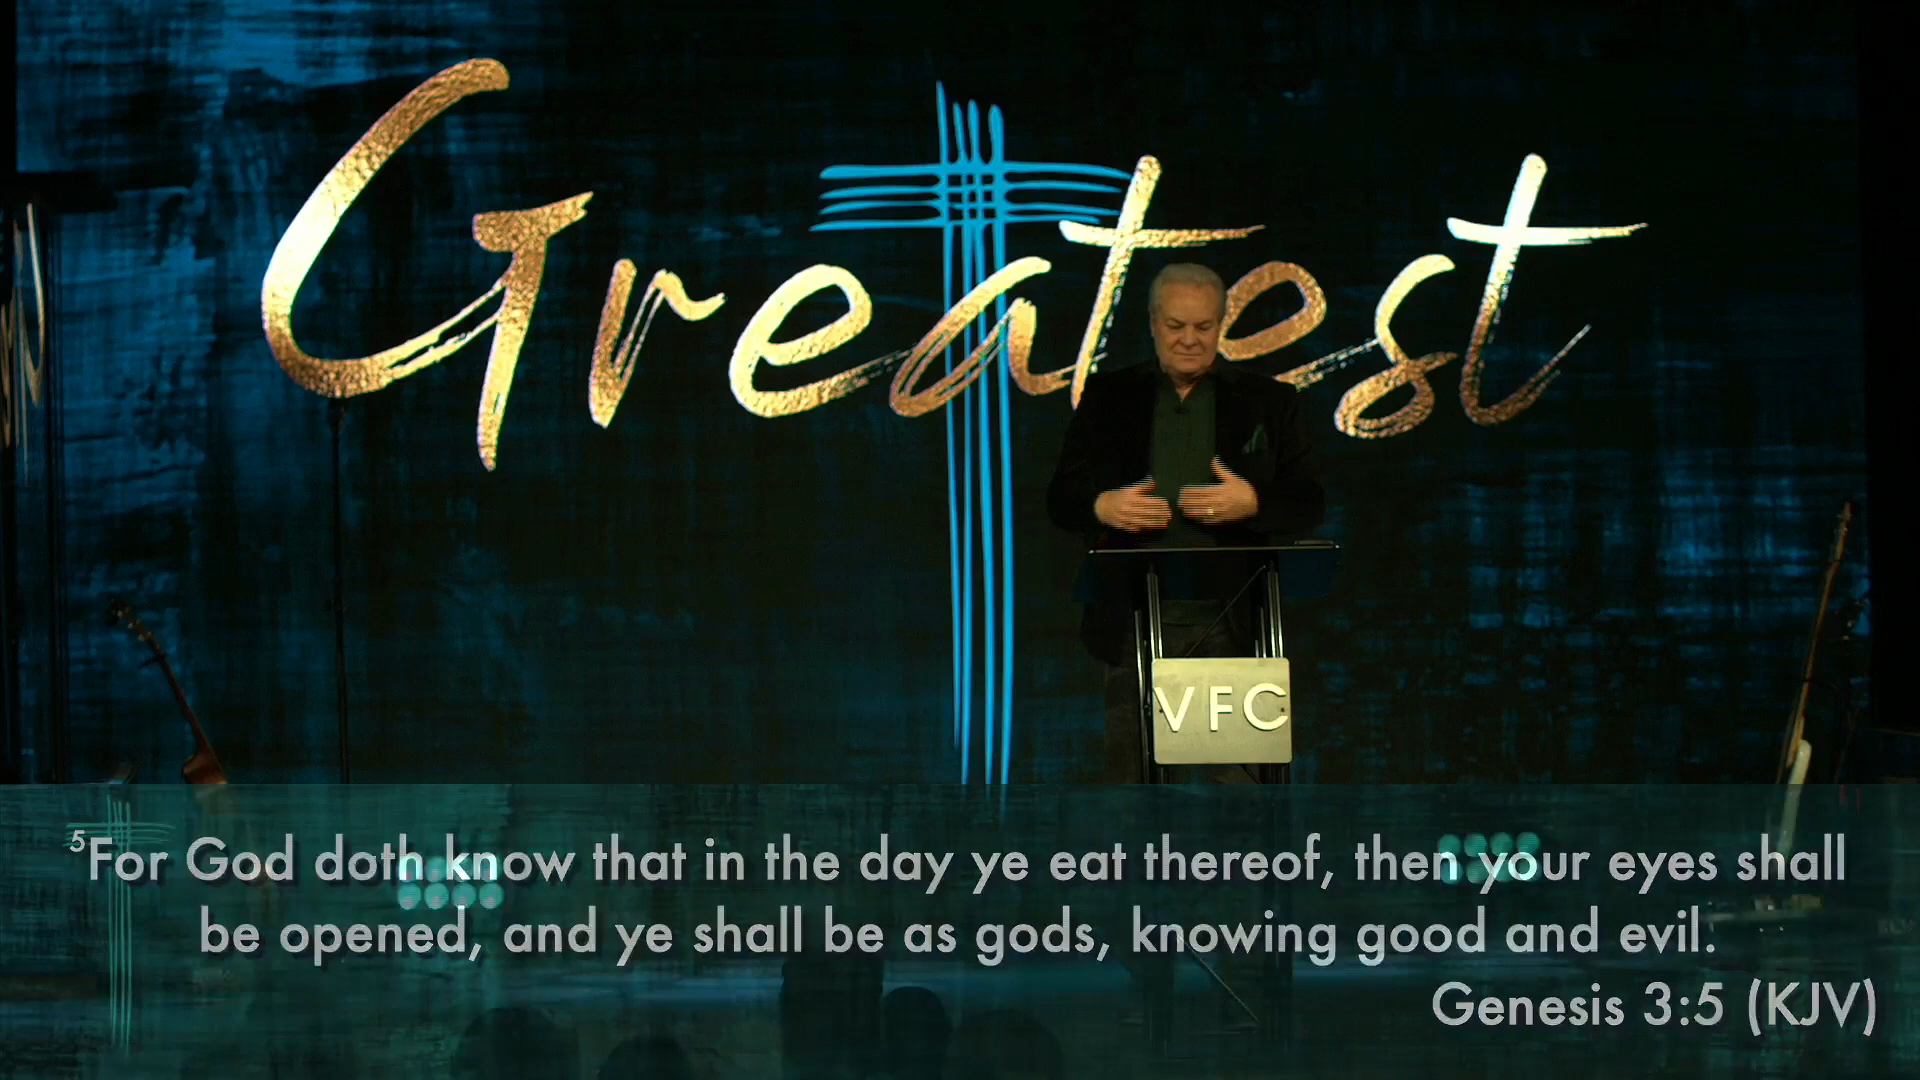 Greatest
VFC
⁵For God doth know that in the day ye eat thereof, then your eyes shall
be opened, and ye shall be as gods, knowing good and evil.
Genesis 3:5 (KJV)